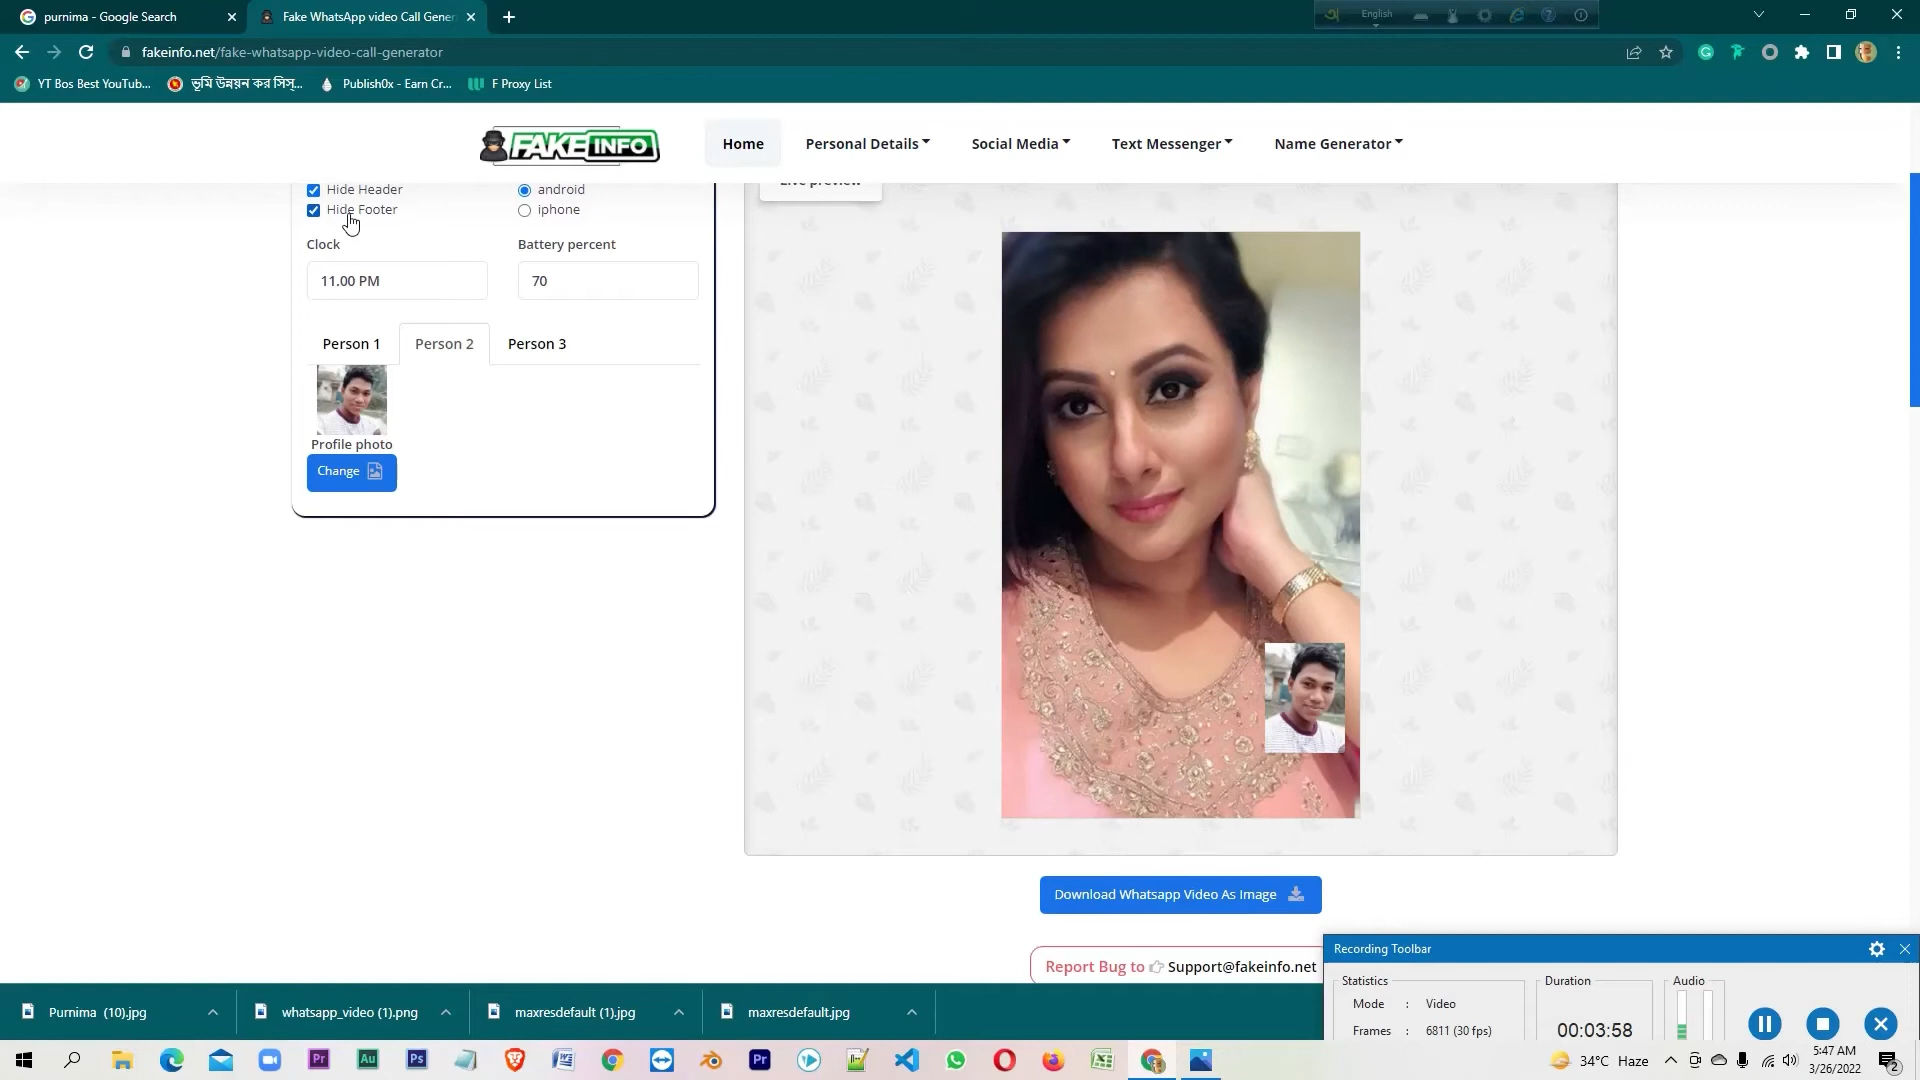 purnima - Google Search
Fake WhatsApp video Call Gener
English
fakeinfo.net/fake-whatsapp-video-call-generator
YT Bos Best YouTub...
ভূমি উন্নয়ন কর সিস্...
Publish0x - Earn Cr...
F Proxy List
FAKE INFO
Home
Personal Details
Social Media
Text Messenger
Name Generator
Hide Header
android
Live preview
Hide Footer
iphone
Clock
Battery percent
11.00 PM
70
Person 1
Person 2
Person 3
Profile photo
Change
Download Whatsapp Video As Image
Report Bug to Support@fakeinfo.net
Recording Toolbar
Statistics
Duration
Audio
Mode : Video
Frames : 6811 (30 fps)
00:03:58
Purnima (10).jpg
whatsapp_video (1).png
maxresdefault (1).jpg
maxresdefault.jpg
34°C Haze
5:47 AM
3/26/2022
2